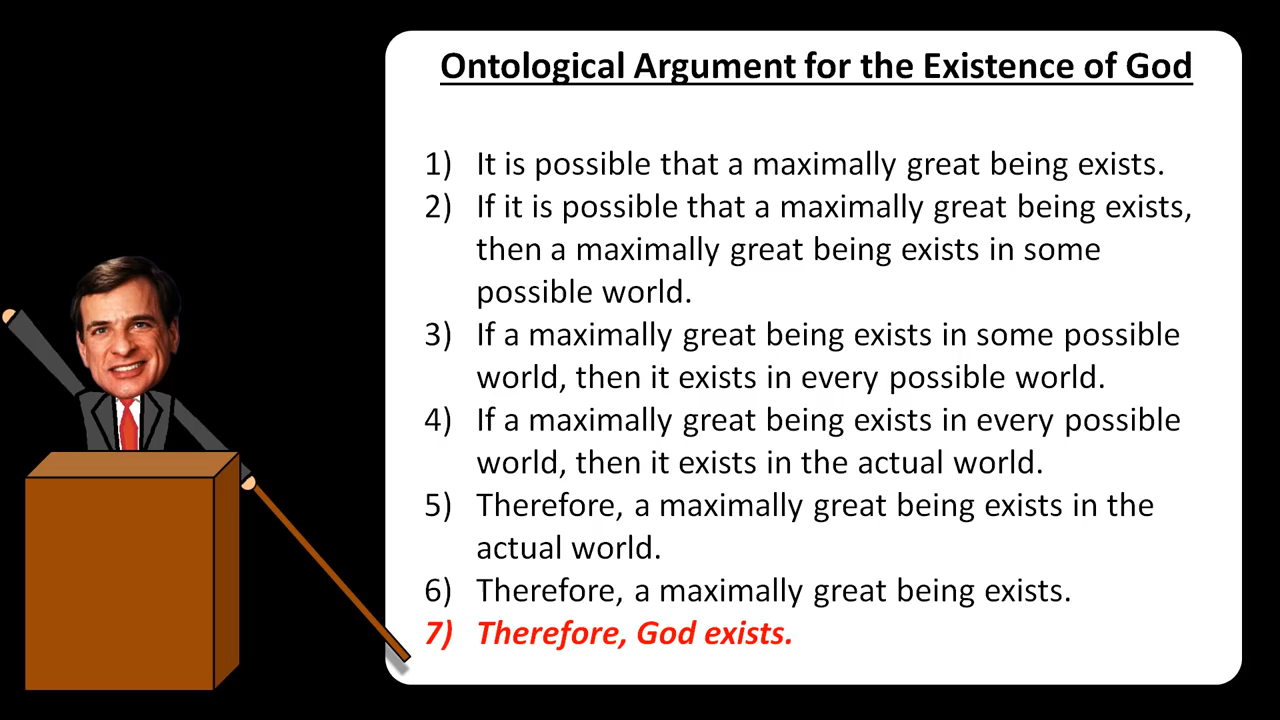 Ontological Argument for the Existence of God
1) It is possible that a maximally great being exists.
2) If it is possible that a maximally great being exists,
then a maximally great being exists in some
possible world.
3) If a maximally great being exists in some possible
world, then it exists in every possible world.
4) If a maximally great being exists in every possible
world, then it exists in the actual world.
5) Therefore, a maximally great being exists in the
actual world.
6) Therefore, a maximally great being exists.
7) Therefore, God exists.